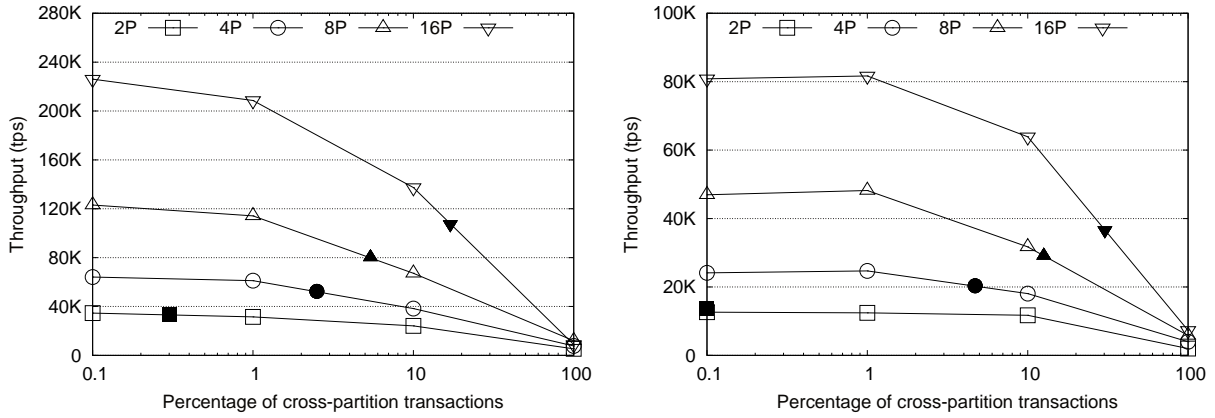 280K
240K
200K
160K
120K
80K
40K
0
Throughput (tps)
2P 4P 8P 16P
0.1 1 10 100
Percentage of cross-partition transactions
100K
80K
60K
40K
20K
0
Throughput (tps)
2P 4P 8P 16P
0.1 1 10 100
Percentage of cross-partition transactions